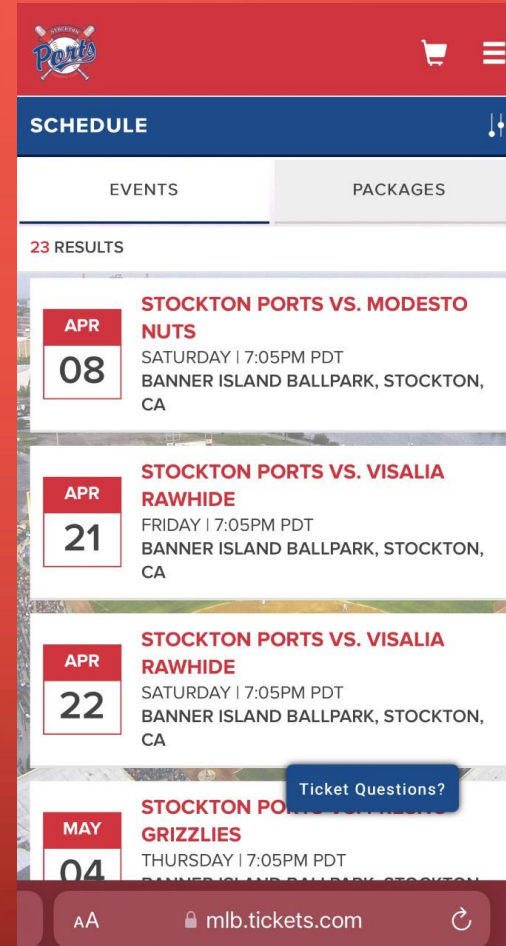 STOCKTON
Ports
SCHEDULE
EVENTS
PACKAGES
23 RESULTS
APR
08
STOCKTON PORTS VS. MODESTO
NUTS
SATURDAY | 7:05PM PDT
BANNER ISLAND BALLPARK, STOCKTON,
CA
APR
21
STOCKTON PORTS VS. VISALIA
RAWHIDE
FRIDAY | 7:05PM PDT
BANNER ISLAND BALLPARK, STOCKTON,
CA
APR
22
STOCKTON PORTS VS. VISALIA
RAWHIDE
SATURDAY | 7:05PM PDT
BANNER ISLAND BALLPARK, STOCKTON,
CA
Ticket Questions?
MAY
04
STOCKTON
GRIZZLIES
THURSDAY | 7:05PM PDT
AA
mlb.tickets.com